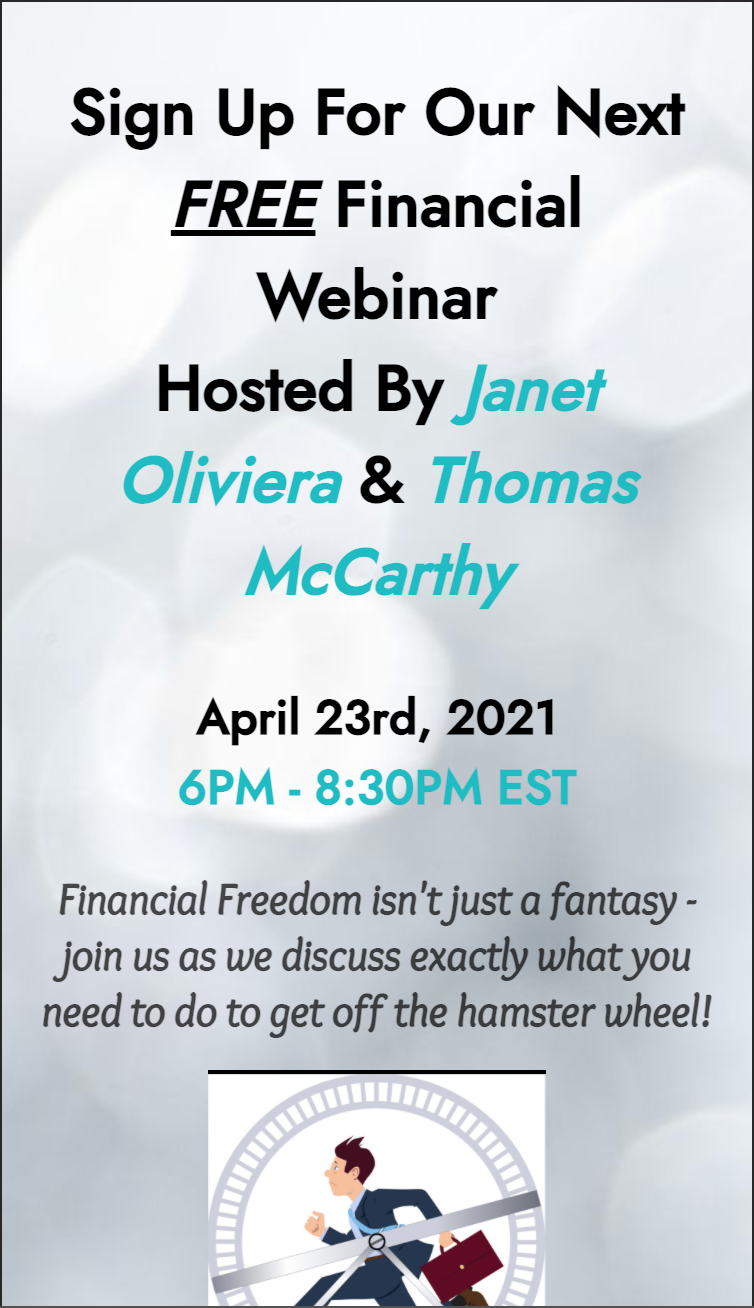 Sign Up For Our Next
FREE Financial
Webinar
Hosted By Janet
Oliviera & Thomas
McCarthy
April 23rd, 2021
6PM - 8:30PM EST
Financial Freedom isn't just a fantasy -
join us as we discuss exactly what you
need to do to get off the hamster wheel!